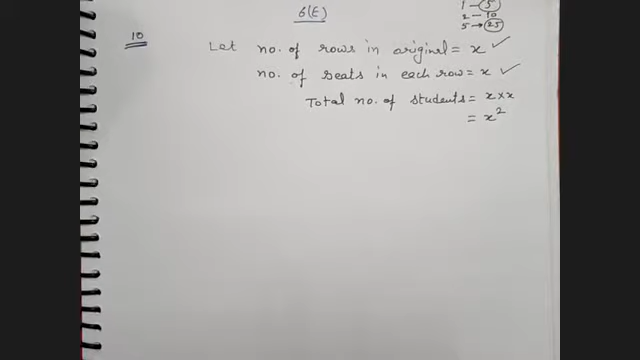 6(E)
1 - 5
2 - 10
5 → 25
10
Let no. of rows in original = x ✓
no. of seats in each row = x ✓
Total no. of students = x × x
= x²